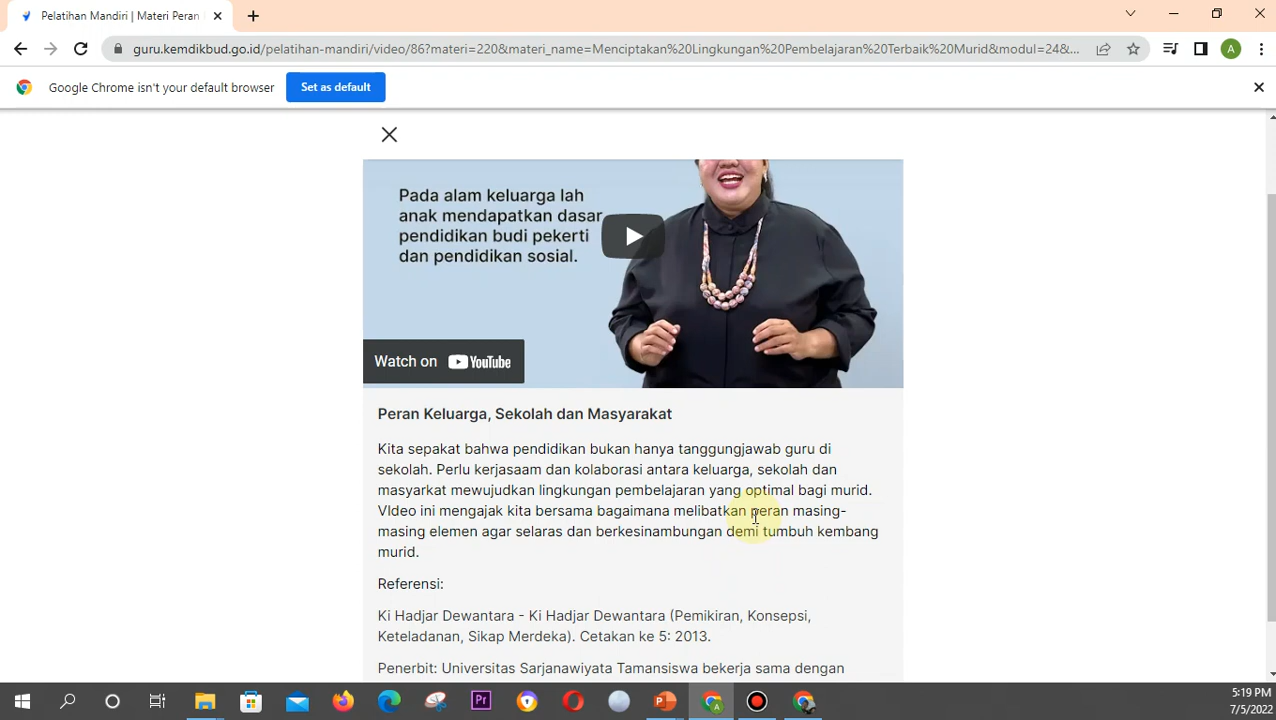 Pelatihan Mandiri | Materi Peran
guru.kemdikbud.go.id/pelatihan-mandiri/video/86?materi=220&materi_name=Menciptakan%20Lingkungan%20Pembelajaran%20Terbaik%20Murid&modul=24&...
A
Google Chrome isn't your default browser
Set as default
Pada alam keluarga lah
anak mendapatkan dasar
pendidikan budi pekerti
dan pendidikan sosial.
Watch on YouTube
Peran Keluarga, Sekolah dan Masyarakat
Kita sepakat bahwa pendidikan bukan hanya tanggungjawab guru di
sekolah. Perlu kerjasaam dan kolaborasi antara keluarga, sekolah dan
masyarkat mewujudkan lingkungan pembelajaran yang optimal bagi murid.
VIdeo ini mengajak kita bersama bagaimana melibatkan peran masing-
masing elemen agar selaras dan berkesinambungan demi tumbuh kembang
murid.
Referensi:
Ki Hadjar Dewantara - Ki Hadjar Dewantara (Pemikiran, Konsepsi,
Keteladanan, Sikap Merdeka). Cetakan ke 5: 2013.
Penerbit: Universitas Sarjanawiyata Tamansiswa bekerja sama dengan
Pr
A
5:19 PM
7/5/2022